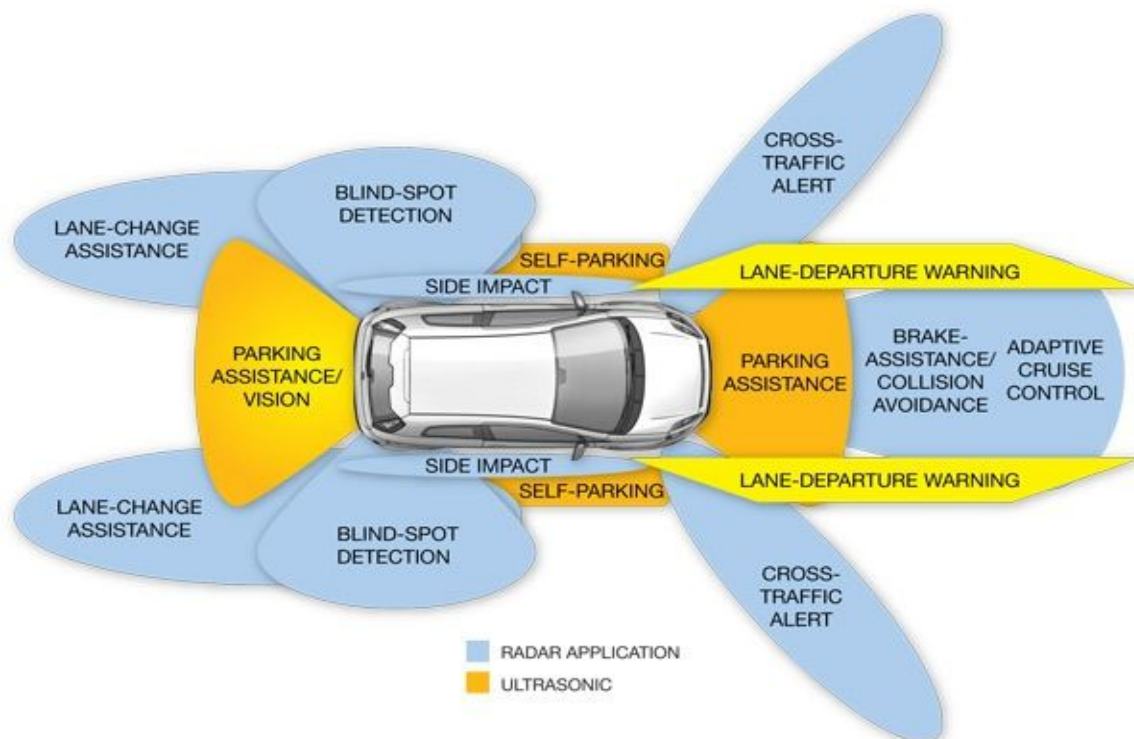 CROSS-
TRAFFIC
ALERT
BLIND-SPOT
DETECTION
LANE-CHANGE
ASSISTANCE
SELF-PARKING
LANE-DEPARTURE WARNING
SIDE IMPACT
PARKING
ASSISTANCE/
VISION
PARKING
ASSISTANCE
BRAKE-
ASSISTANCE/
COLLISION
AVOIDANCE
ADAPTIVE
CRUISE
CONTROL
SIDE IMPACT
SELF-PARKING
LANE-DEPARTURE WARNING
LANE-CHANGE
ASSISTANCE
BLIND-SPOT
DETECTION
CROSS-
TRAFFIC
ALERT
RADAR APPLICATION
ULTRASONIC